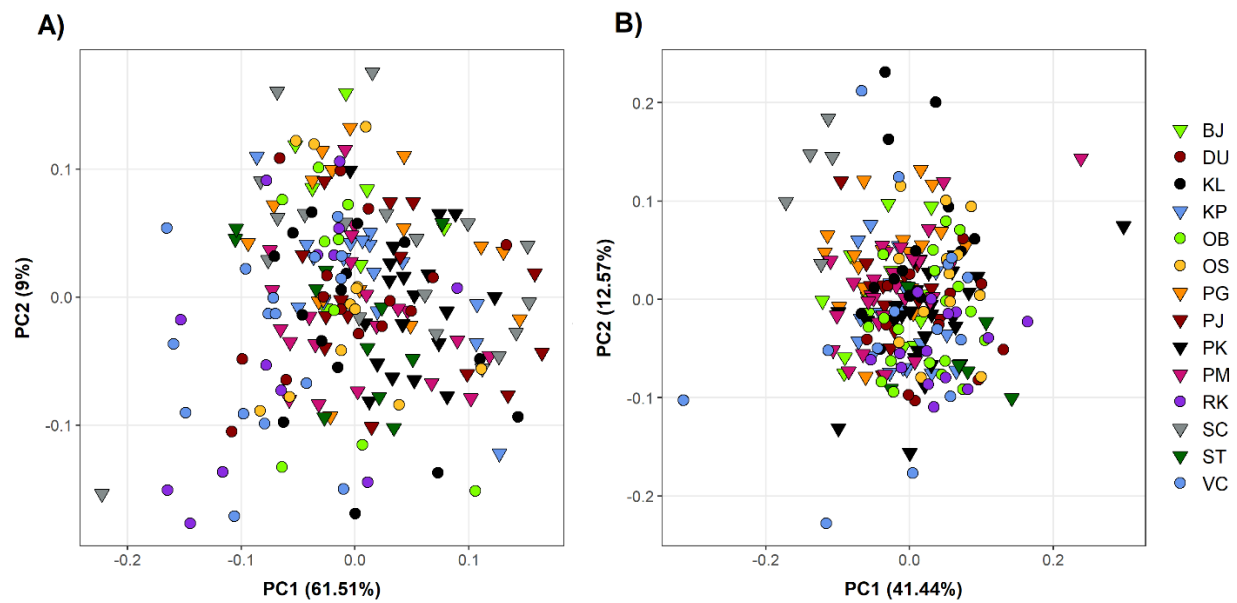 A)
PC2 (9%)
0.1
0.0
-0.1
-0.2
-0.1
0.0
0.1
PC1 (61.51%)
B)
PC2 (12.57%)
0.2
0.1
0.0
-0.1
-0.2
-0.2
0.0
0.2
PC1 (41.44%)
BJ
DU
KL
KP
OB
OS
PG
PJ
PK
PM
RK
SC
ST
VC